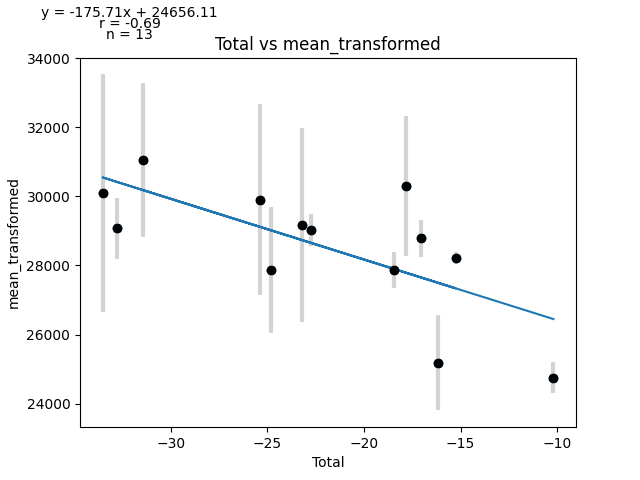 y = -175.71x + 24656.11
r = -0.69
n = 13
Total vs mean_transformed
34000
32000
30000
28000
26000
24000
mean_transformed
−30
−25
−20
−15
−10
Total